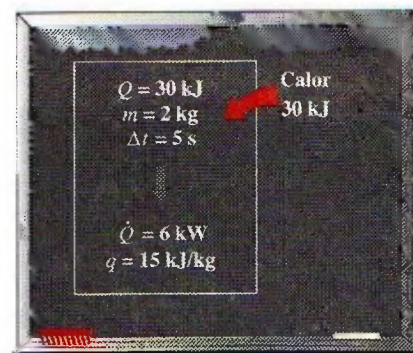 Q = 30 kJ
m = 2 kg
Δt = 5 s
Calor
30 kJ
Q̇ = 6 kW
q = 15 kJ/kg